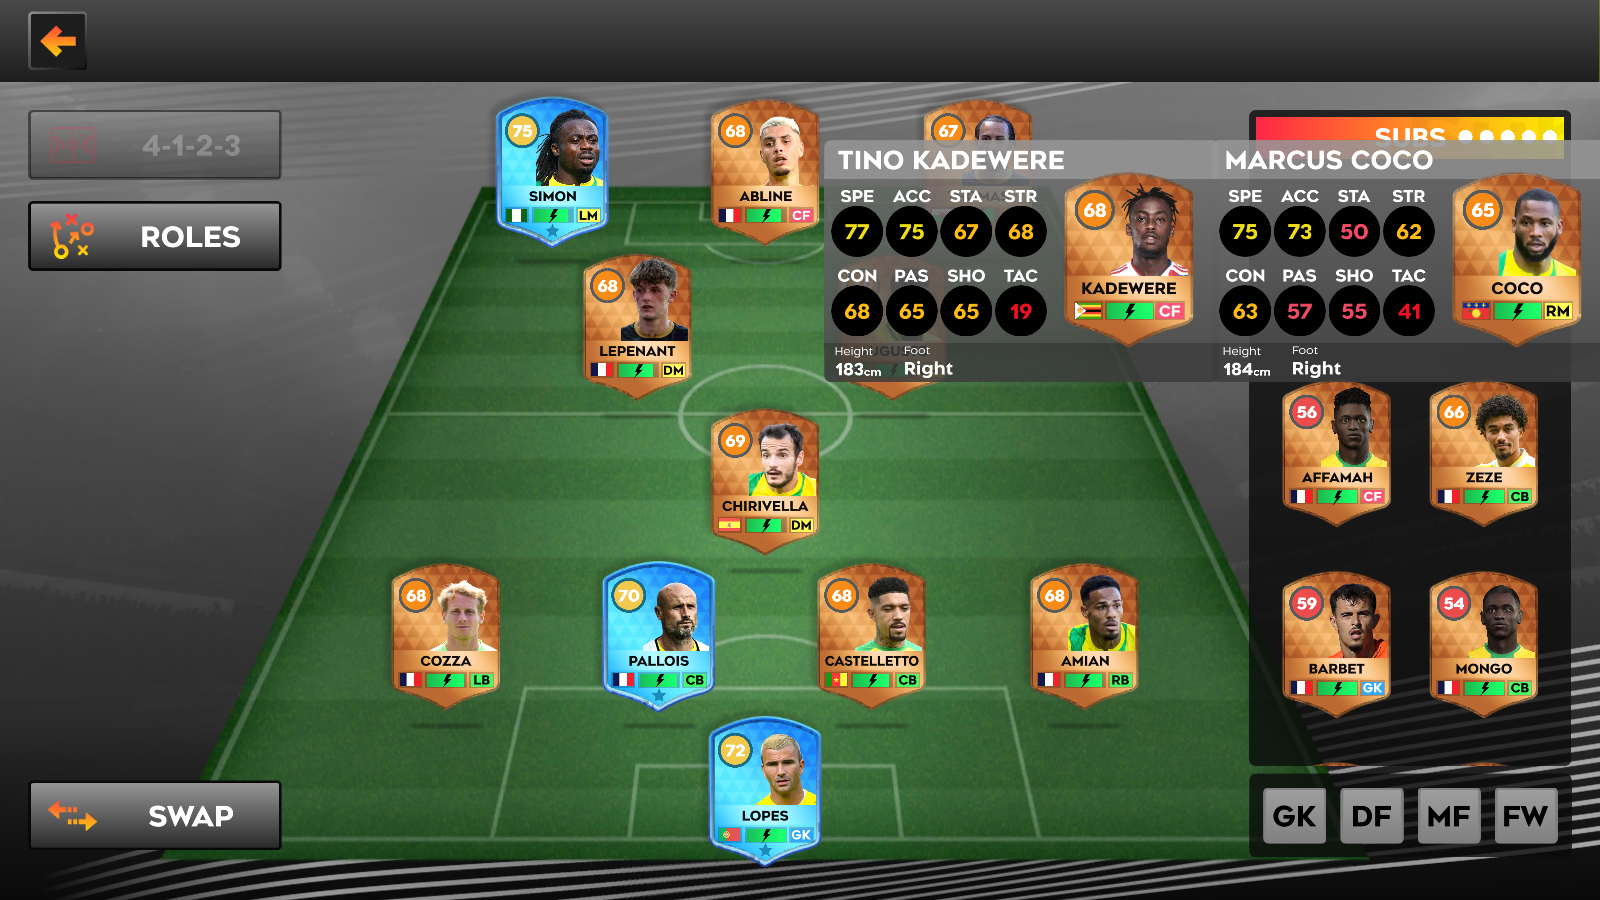 4-1-2-3
ROLES
SWAP
75
SIMON
LM
68
ABLINE
CF
67
SUBS
TINO KADEWERE
SPE ACC STA STR
77 75 67 68
CON PAS SHO TAC
68 65 65 19
Height Foot
183cm Right
68
KADEWERE
CF
MARCUS COCO
SPE ACC STA STR
75 73 50 62
CON PAS SHO TAC
63 57 55 41
Height Foot
184cm Right
65
COCO
RM
68
LEPENANT
DM
69
CHIRIVELLA
DM
68
COZZA
LB
70
PALLOIS
CB
68
CASTELLETTO
CB
68
AMIAN
RB
72
LOPES
GK
56
AFFAMAH
CF
66
ZEZE
CB
59
BARBET
GK
54
MONGO
CB
GK DF MF FW